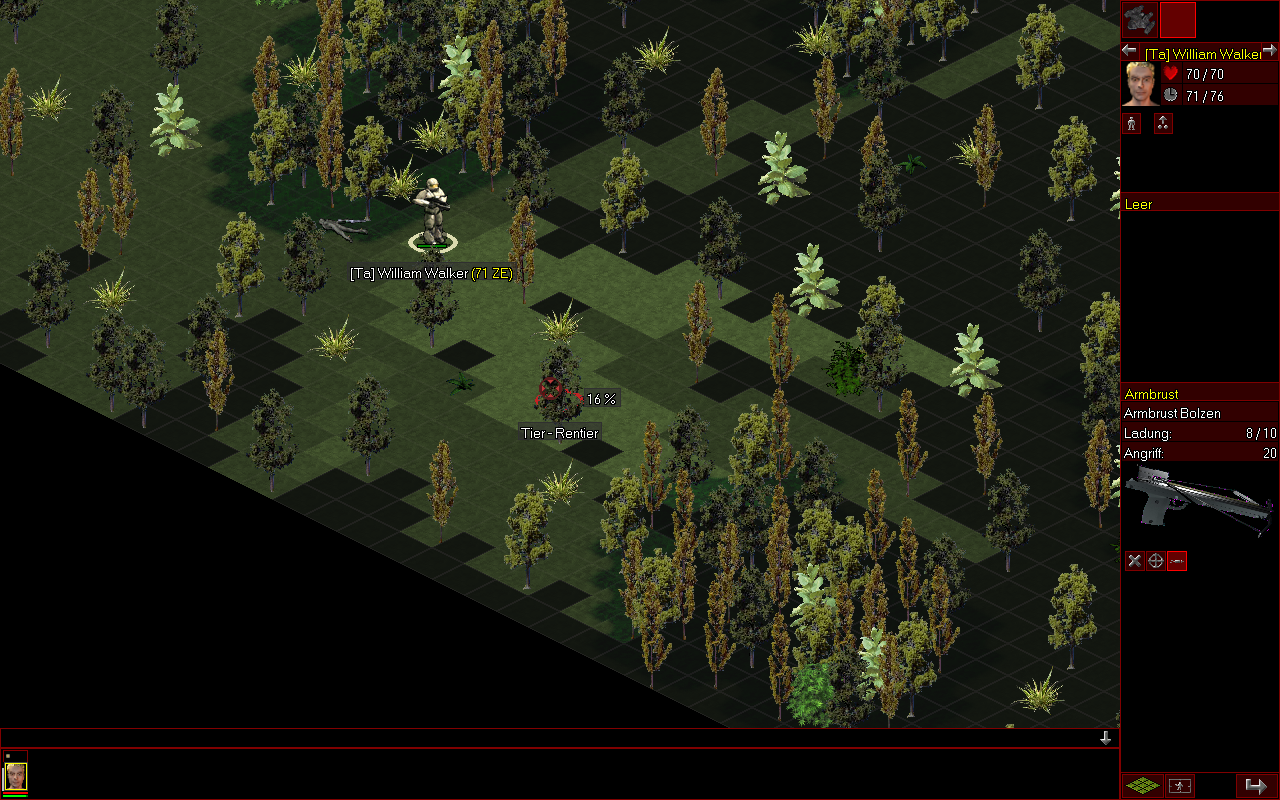 [Ta] William Walker
70/70
71/76
Leer
[Ta] William Walker (71 ZE)
16 %
Tier - Rentier
Armbrust
Armbrust Bolzen
Ladung: 8/10
Angriff: 20